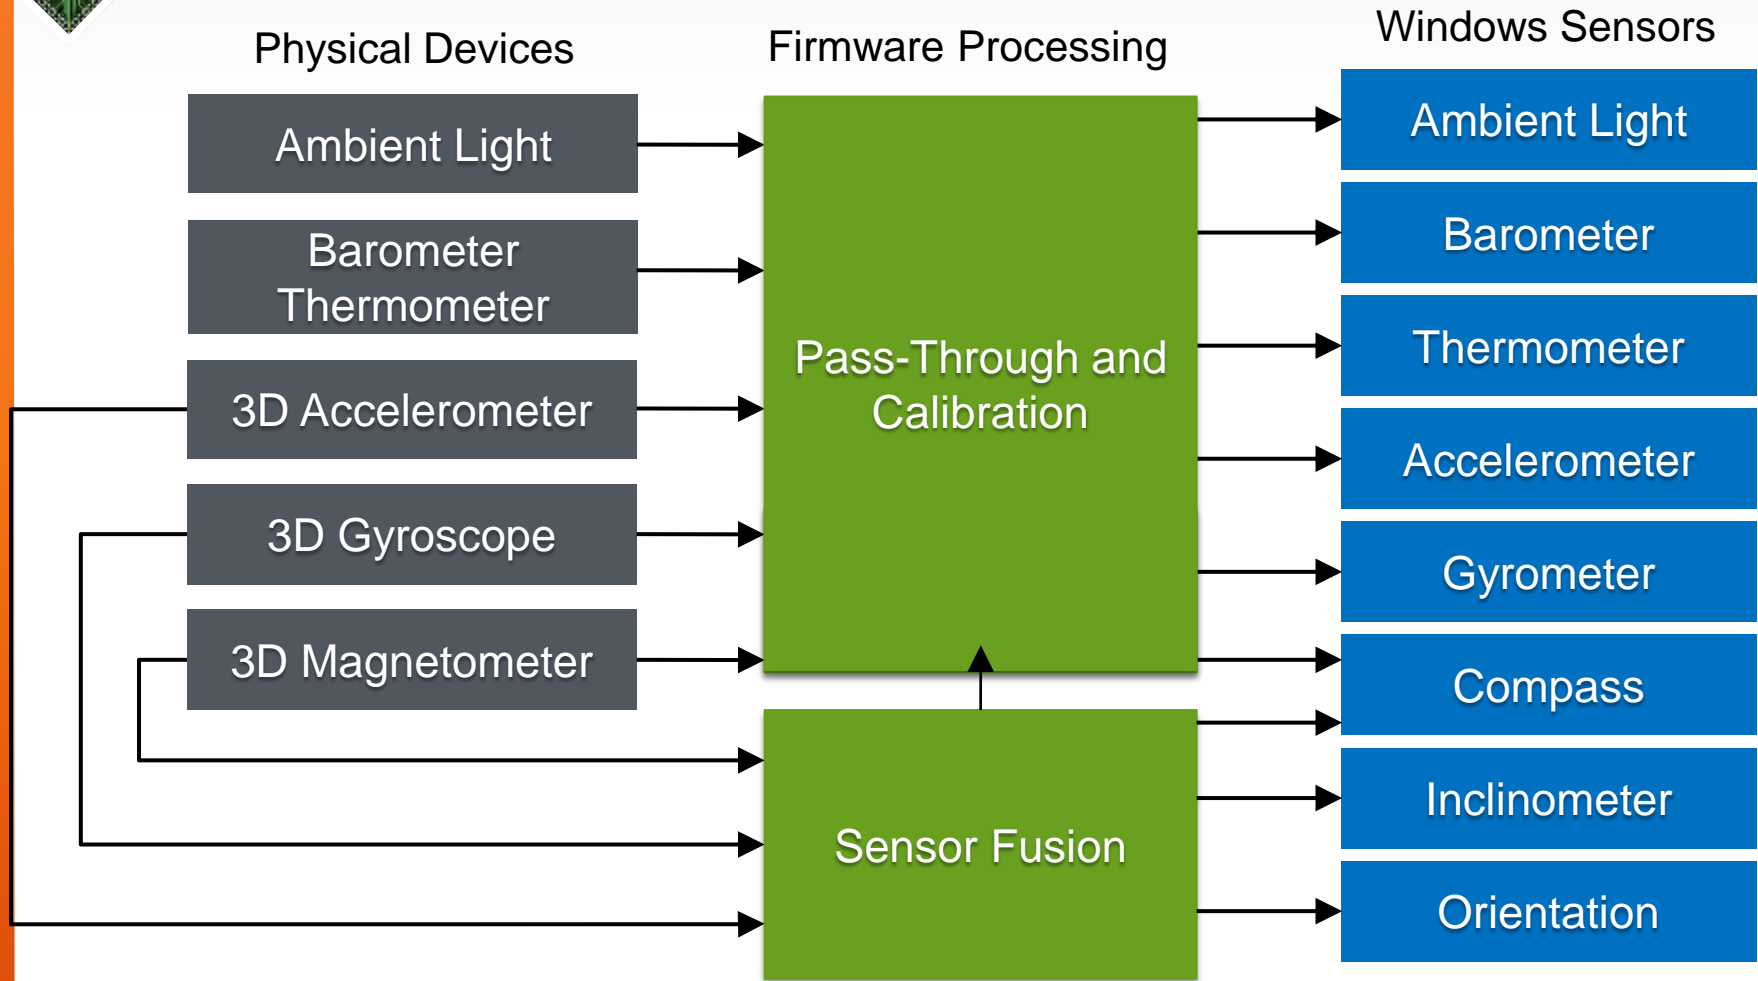 Physical Devices
Firmware Processing
Windows Sensors
Ambient Light
Barometer
Thermometer
3D Accelerometer
3D Gyroscope
3D Magnetometer
Pass-Through and
Calibration
Sensor Fusion
Ambient Light
Barometer
Thermometer
Accelerometer
Gyrometer
Compass
Inclinometer
Orientation